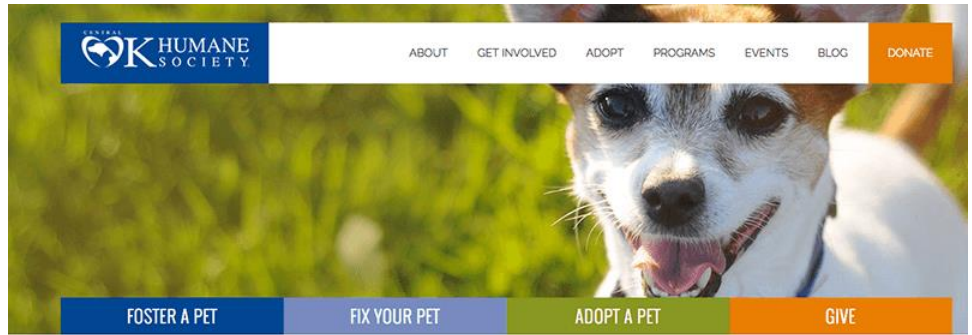 CENTRAL
OK HUMANE
SOCIETY
ABOUT GET INVOLVED ADOPT PROGRAMS EVENTS BLOG DONATE
FOSTER A PET FIX YOUR PET ADOPT A PET GIVE